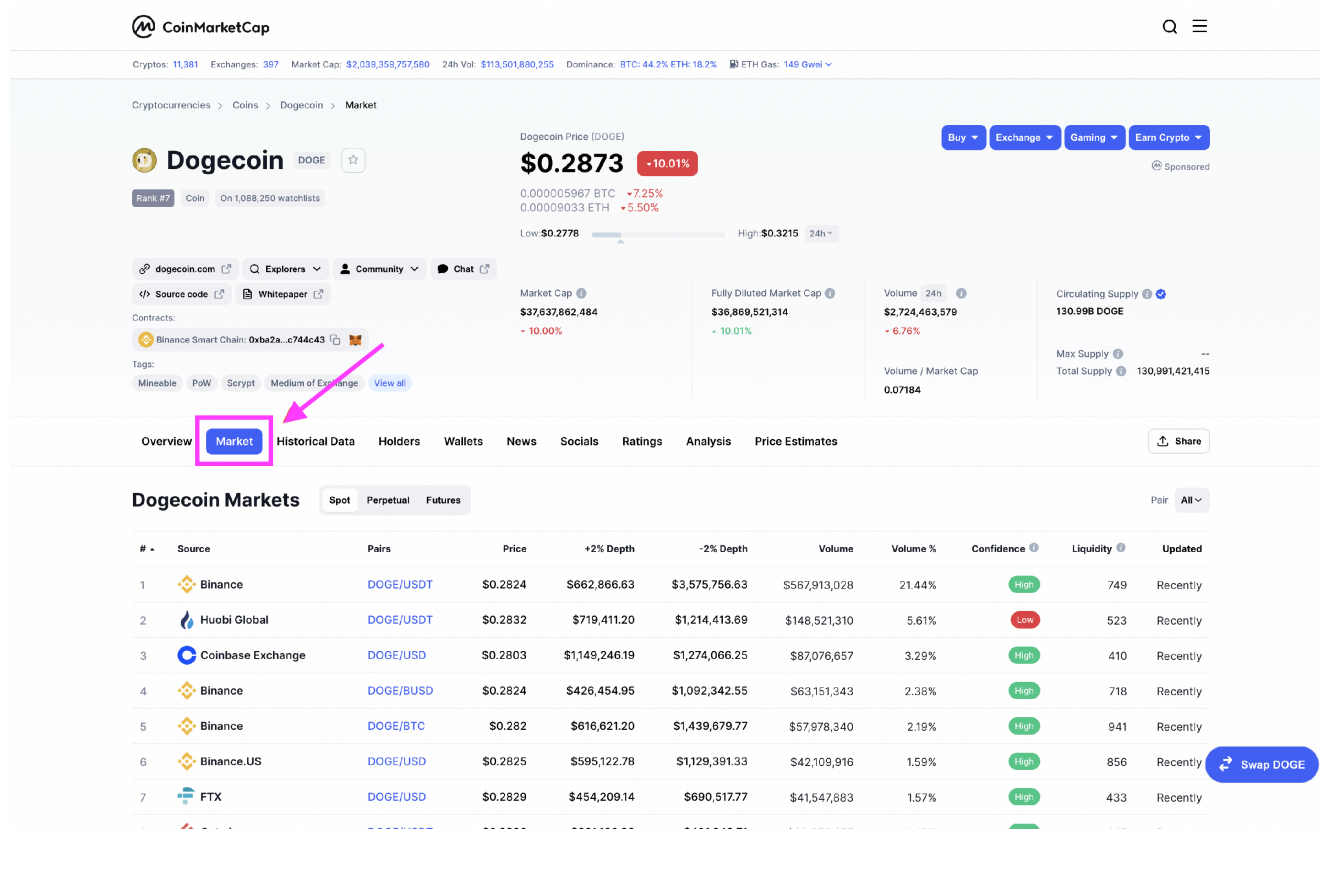 CoinMarketCap
Cryptos: 11,381 Exchanges: 397 Market Cap: $2,039,359,757,580 24h Vol: $113,501,880,255 Dominance: BTC: 44.2% ETH: 18.2% ETH Gas: 149 Gwei
Cryptocurrencies > Coins > Dogecoin > Market
Dogecoin DOGE
Rank #7 Coin On 1,088,250 watchlists
dogecoin.com Explorers Community Chat
Source code Whitepaper
Contracts:
Binance Smart Chain: 0xba2a...c744c43
Tags:
Mineable PoW Scrypt Medium of Exchange View all
Dogecoin Price (DOGE)
$0.2873 10.01%
0.000005967 BTC 7.25%
0.00009033 ETH 5.50%
Low:$0.2778 High:$0.3215 24h
Buy Exchange Gaming Earn Crypto
Sponsored
Market Cap
$37,637,862,484
10.00%
Fully Diluted Market Cap
$36,869,521,314
10.01%
Volume 24h
$2,724,463,579
6.76%
Volume / Market Cap
0.07184
Circulating Supply
130.99B DOGE
Max Supply --
Total Supply 130,991,421,415
Overview Market Historical Data Holders Wallets News Socials Ratings Analysis Price Estimates Share
Dogecoin Markets Spot Perpetual Futures Pair All
# Source Pairs Price +2% Depth -2% Depth Volume Volume % Confidence Liquidity Updated
1 Binance DOGE/USDT $0.2824 $662,866.63 $3,575,756.63 $567,913,028 21.44% High 749 Recently
2 Huobi Global DOGE/USDT $0.2832 $719,411.20 $1,214,413.69 $148,521,310 5.61% Low 523 Recently
3 Coinbase Exchange DOGE/USD $0.2803 $1,149,246.19 $1,274,066.25 $87,076,657 3.29% High 410 Recently
4 Binance DOGE/BUSD $0.2824 $426,454.95 $1,092,342.55 $63,151,343 2.38% High 718 Recently
5 Binance DOGE/BTC $0.282 $616,621.20 $1,439,679.77 $57,978,340 2.19% High 941 Recently
6 Binance.US DOGE/USD $0.2825 $595,122.78 $1,129,391.33 $42,109,916 1.59% High 856 Recently
7 FTX DOGE/USD $0.2829 $454,209.14 $690,517.77 $41,547,883 1.57% High 433 Recently
Swap DOGE